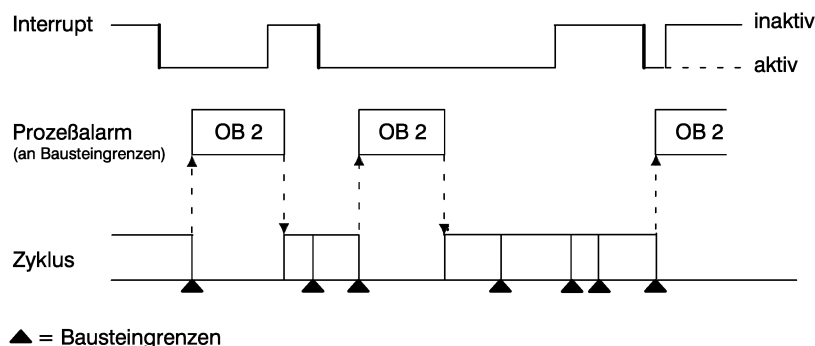 Interrupt
inaktiv
aktiv
Prozeßalarm
(an Bausteingrenzen)
OB 2
OB 2
OB 2
Zyklus
= Bausteingrenzen